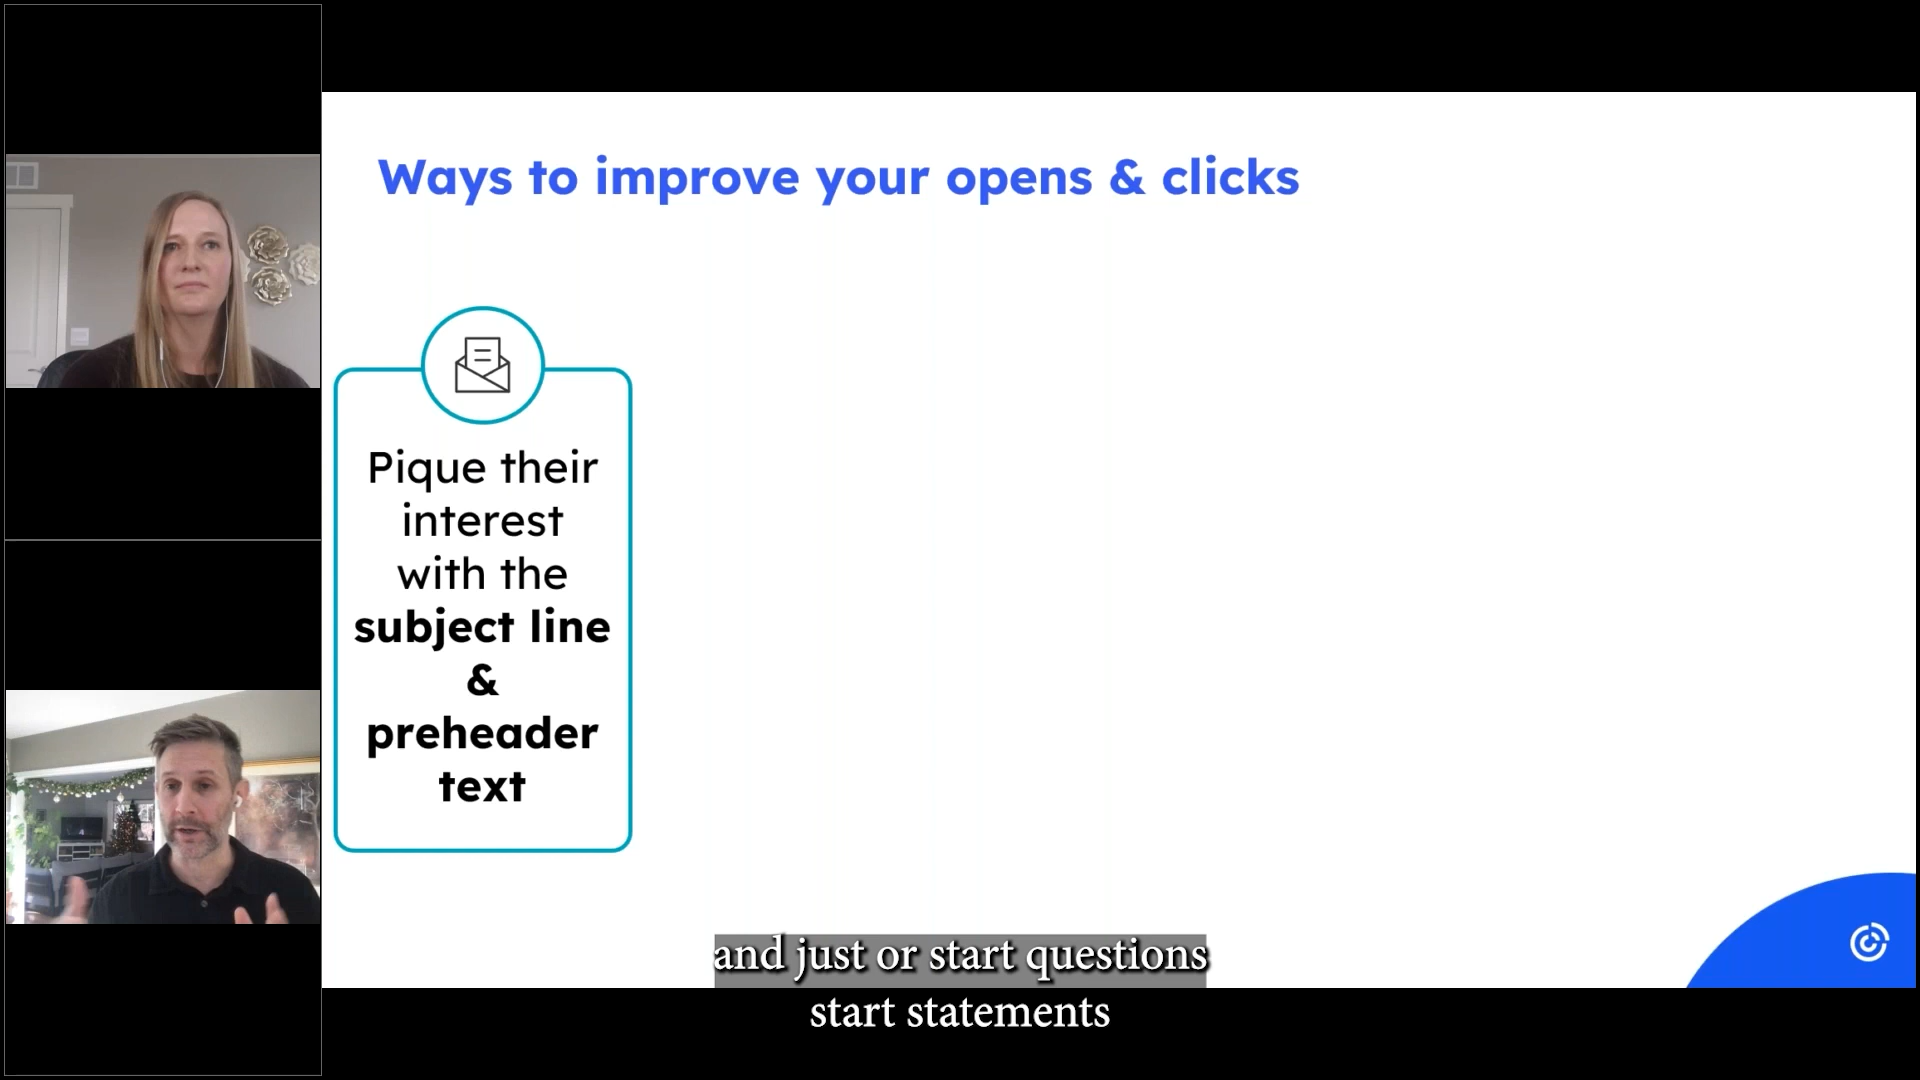 Ways to improve your opens & clicks
Pique their
interest
with the
subject line
&
preheader
text
and just or start questions
start statements